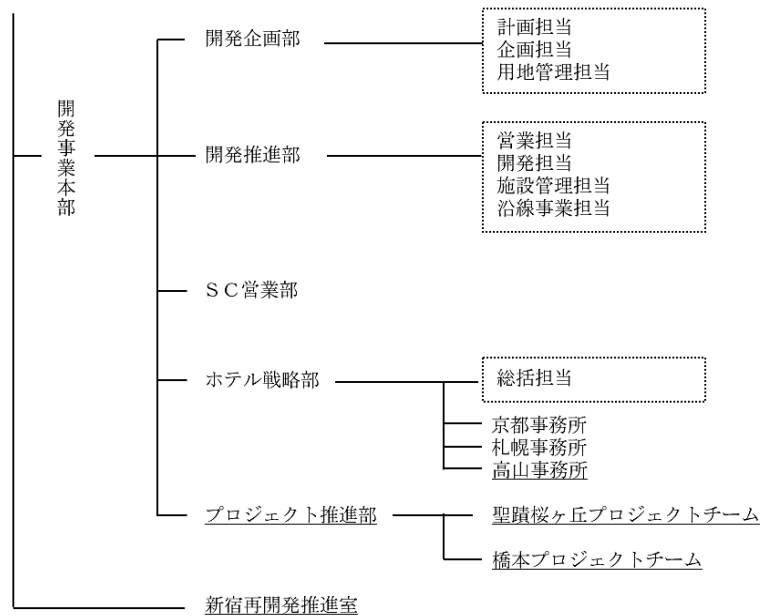 開発事業本部
開発企画部
計画担当
企画担当
用地管理担当
開発推進部
営業担当
開発担当
施設管理担当
沿線事業担当
ＳＣ営業部
ホテル戦略部
総括担当
京都事務所
札幌事務所
高山事務所
プロジェクト推進部
聖蹟桜ヶ丘プロジェクトチーム
橋本プロジェクトチーム
新宿再開発推進室